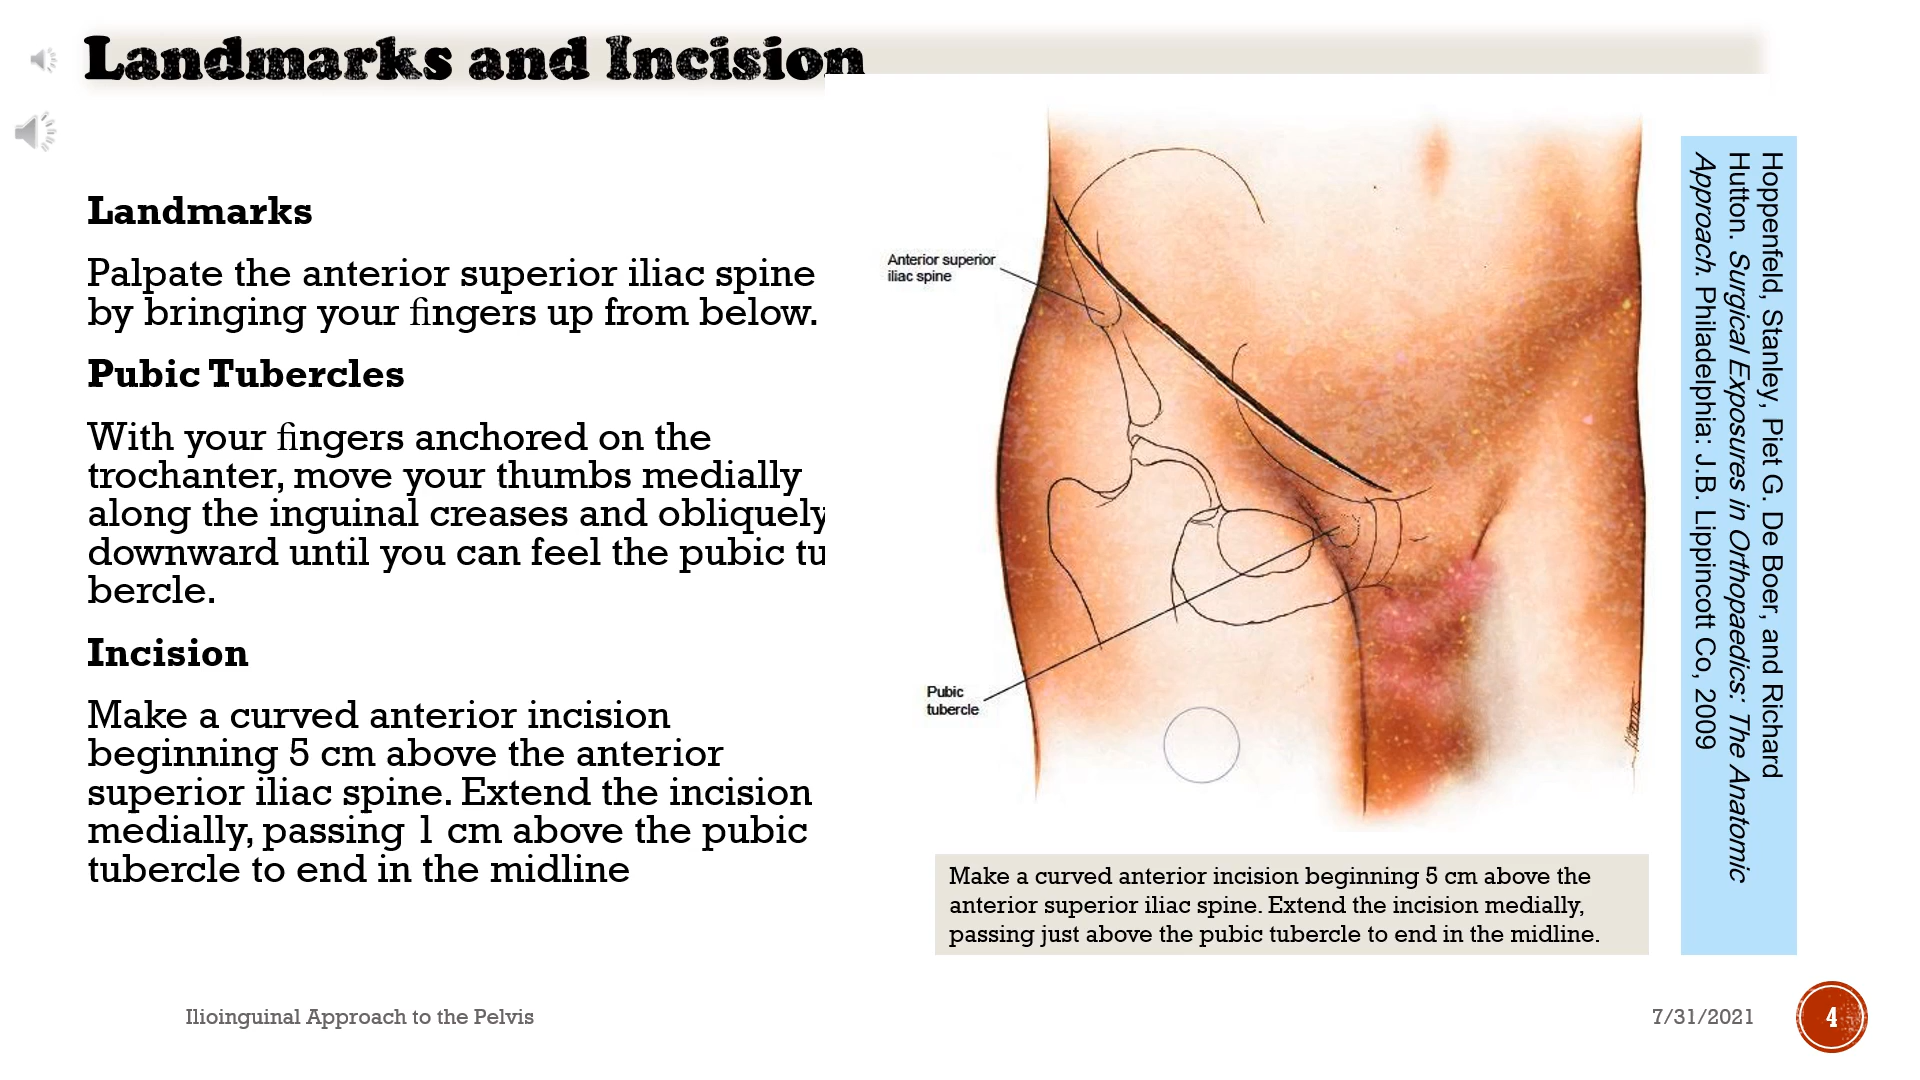 Landmarks and Incision
Landmarks
Palpate the anterior superior iliac spine
by bringing your fingers up from below.
Pubic Tubercles
With your fingers anchored on the
trochanter, move your thumbs medially
along the inguinal creases and obliquely
downward until you can feel the pubic tu
bercle.
Incision
Make a curved anterior incision
beginning 5 cm above the anterior
superior iliac spine. Extend the incision
medially, passing 1 cm above the pubic
tubercle to end in the midline
Anterior superior
iliac spine
Pubic
tubercle
Make a curved anterior incision beginning 5 cm above the
anterior superior iliac spine. Extend the incision medially,
passing just above the pubic tubercle to end in the midline.
Hoppenfeld, Stanley, Piet G. De Boer, and Richard
Hutton. Surgical Exposures in Orthopaedics: The Anatomic
Approach. Philadelphia: J.B. Lippincott Co, 2009
Ilioinguinal Approach to the Pelvis
7/31/2021
4